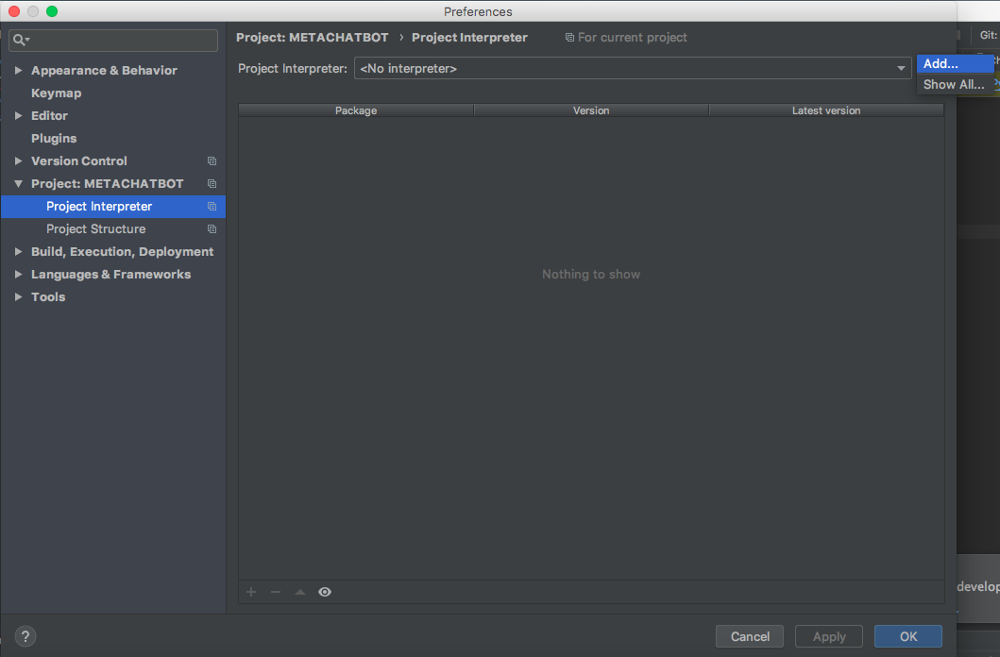 Preferences
Project: METACHATBOT › Project Interpreter For current project
Git:
Project Interpreter: <No interpreter>
Add...
Show All...
Appearance & Behavior
Keymap
Editor
Plugins
Version Control
Project: METACHATBOT
Project Interpreter
Project Structure
Build, Execution, Deployment
Languages & Frameworks
Tools
Package Version Latest version
Nothing to show
develop
? Cancel Apply OK